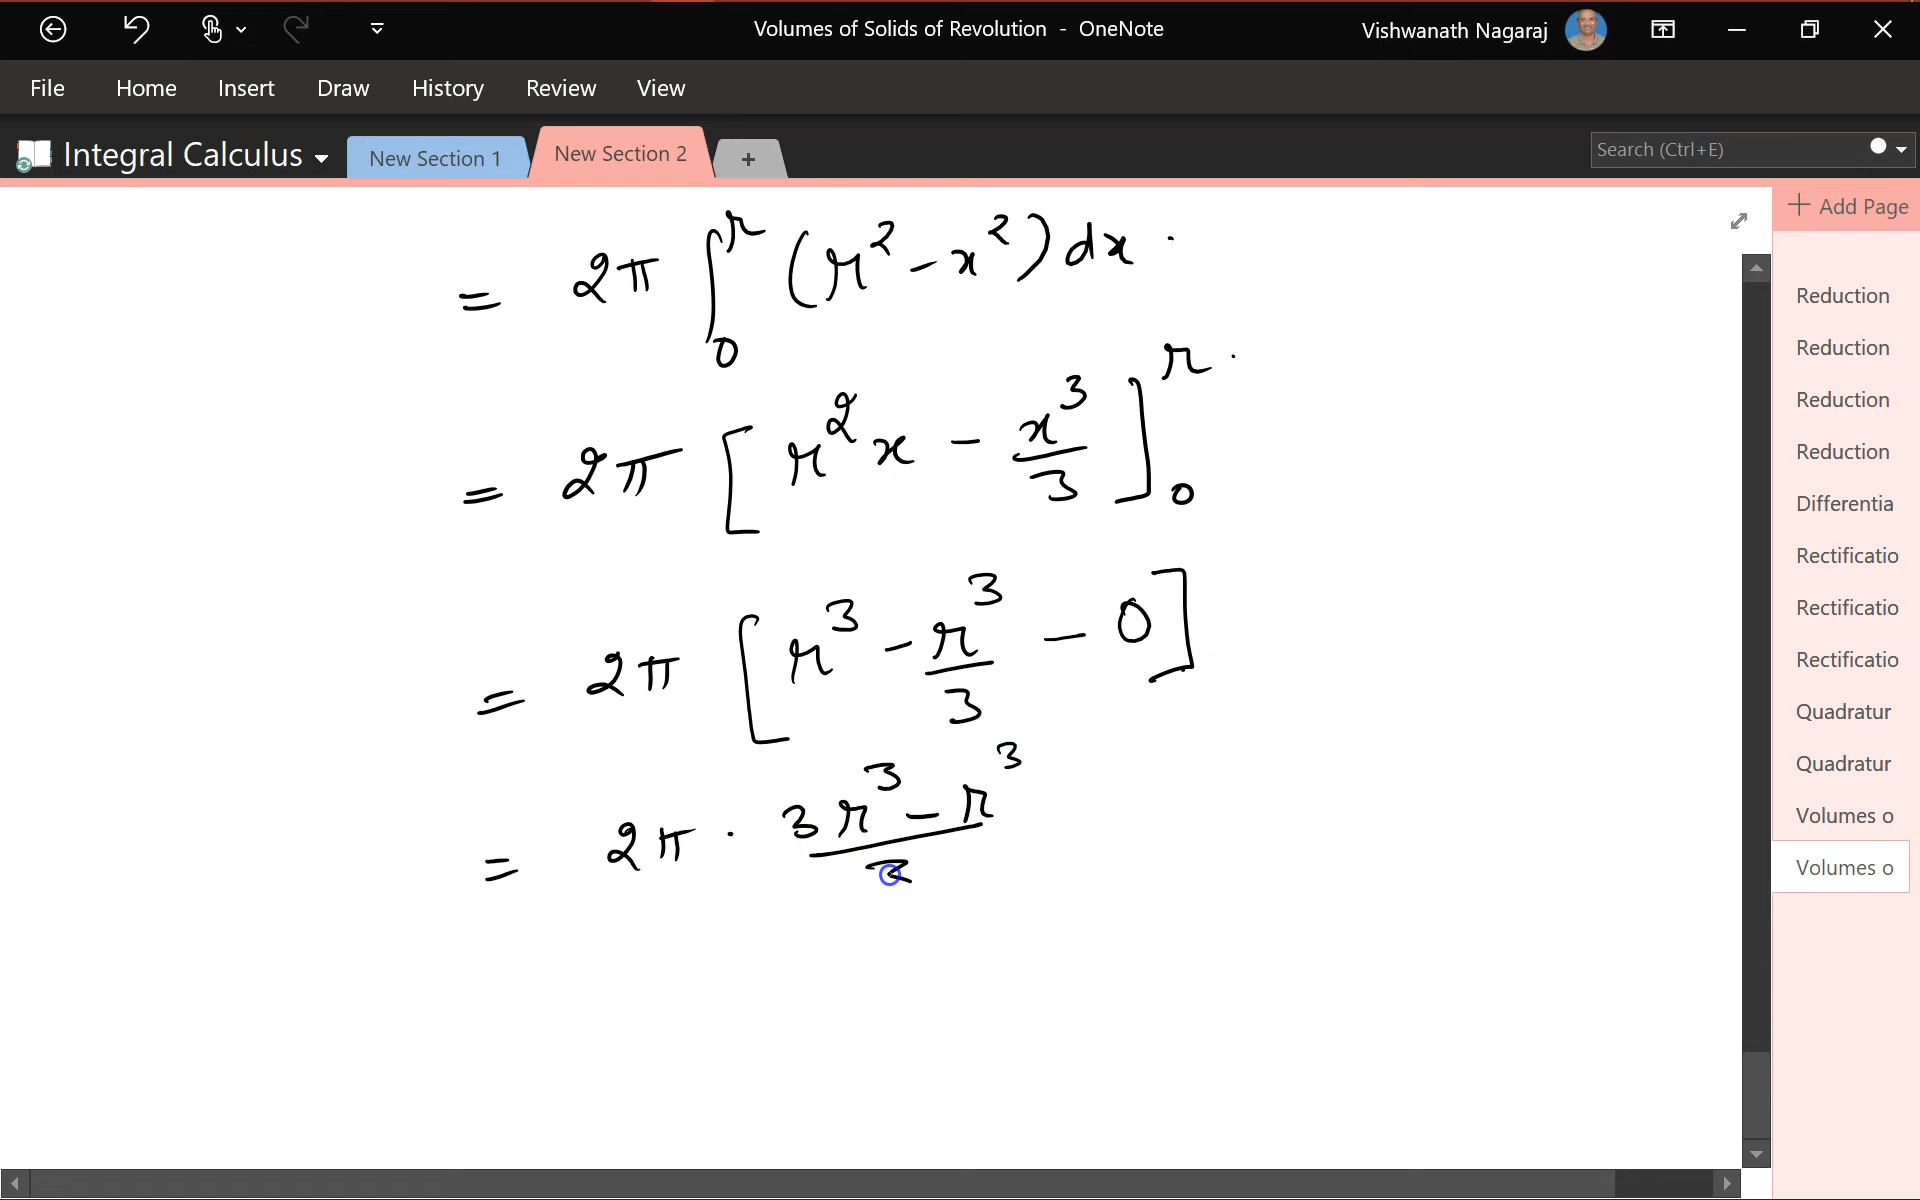 Volumes of Solids of Revolution - OneNote
Vishwanath Nagaraj
File Home Insert Draw History Review View
Integral Calculus
New Section 1
New Section 2
+
Search (Ctrl+E)
+ Add Page
= 2π ∫₀ʳ (r² - x²) dx .
= 2π [ r²x - x³/3 ]₀ʳ .
= 2π [ r³ - r³/3 - 0 ]
= 2π · (3r³ - r³)/3
Reduction
Reduction
Reduction
Reduction
Differentia
Rectificatio
Rectificatio
Rectificatio
Quadratur
Quadratur
Volumes o
Volumes o